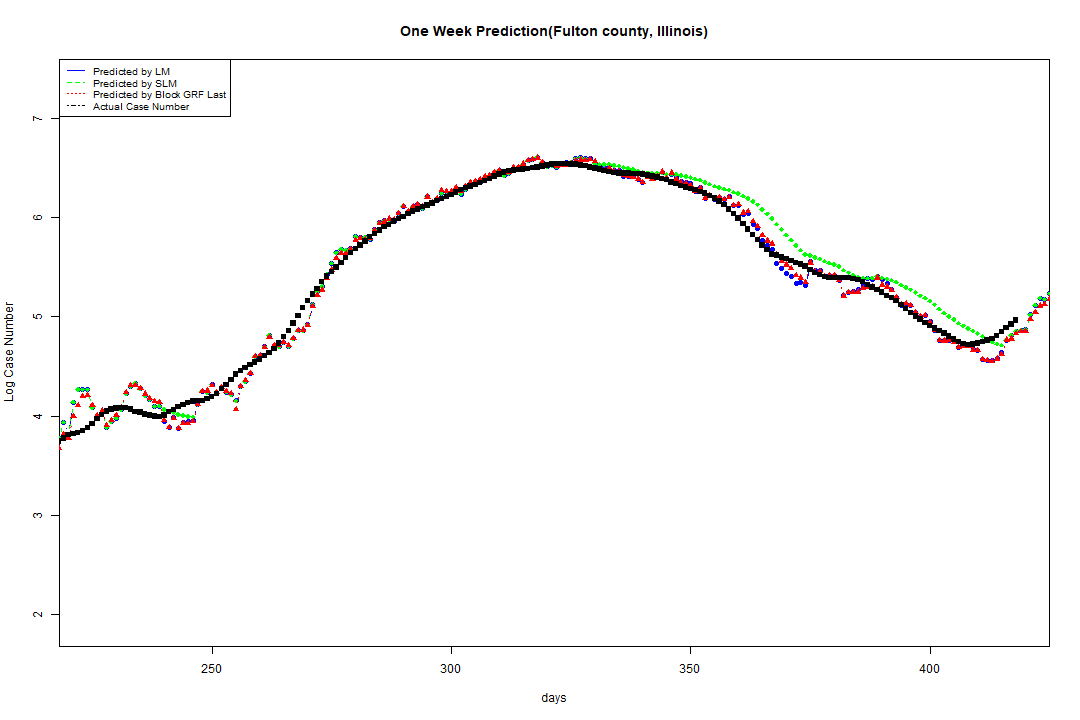 One Week Prediction(Fulton county, Illinois)
Predicted by LM
Predicted by SLM
Predicted by Block GRF Last
Actual Case Number
Log Case Number
7
6
5
4
3
2
250 300 350 400
days